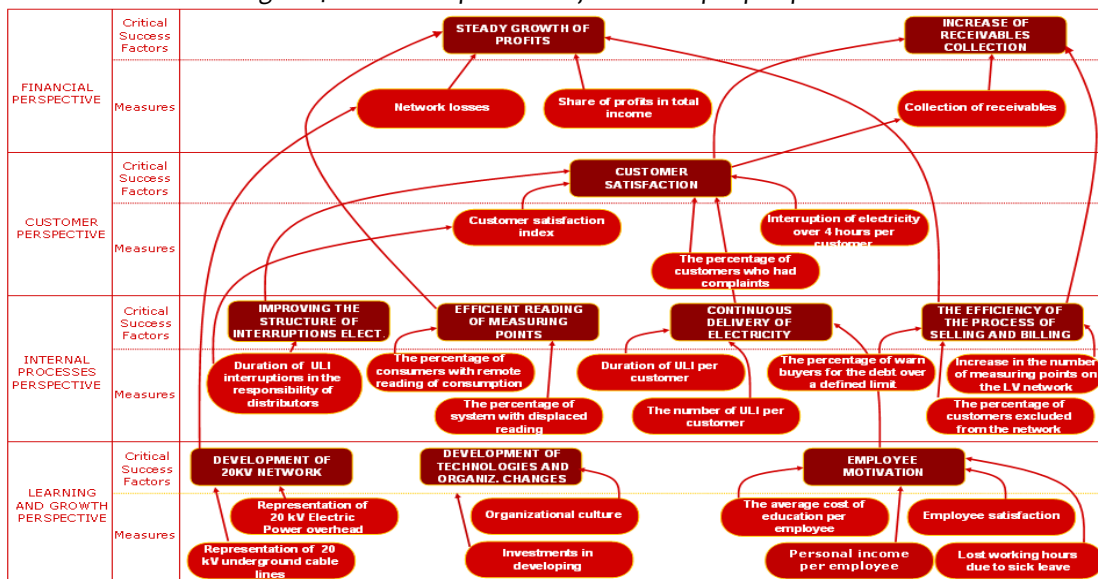 Critical
Success
Factors
STEADY GROWTH OF
PROFITS
INCREASE OF
RECEIVABLES
COLLECTION
FINANCIAL
PERSPECTIVE
Measures
Network losses
Share of profits in total
income
Collection of receivables
Critical
Success
Factors
CUSTOMER
SATISFACTION
CUSTOMER
PERSPECTIVE
Measures
Customer satisfaction
index
Interruption of electricity
over 4 hours per
customer
The percentage of
customers who had
complaints
Critical
Success
Factors
IMPROVING THE
STRUCTURE OF
INTERRUPTIONS ELECT.
EFFICIENT READING
OF MEASURING
POINTS
CONTINUOUS
DELIVERY OF
ELECTRICITY
THE EFFICIENCY OF
THE PROCESS OF
SELLING AND BILLING
INTERNAL
PROCESSES
PERSPECTIVE
Measures
Duration of ULI
interruptions in the
responsibility of
distributors
The percentage of
consumers with remote
reading of consumption
The percentage of
system with displaced
reading
Duration of ULI per
customer
The number of ULI per
customer
The percentage of warn
buyers for the debt over
a defined limit
Increase in the number
of measuring points on
the LV network
The percentage of
customers excluded from
the network
Critical
Success
Factors
DEVELOPMENT OF
20KV NETWORK
DEVELOPMENT OF
TECHNOLOGIES AND
ORGANIZ. CHANGES
EMPLOYEE
MOTIVATION
LEARNING
AND GROWTH
PERSPECTIVE
Measures
Representation of
20 kV Electric
Power overhead
Representation of 20
kV underground cable
lines
Organizational culture
Investments in
developing
The average cost of
education per
employee
Personal income
per employee
Employee satisfaction
Lost working hours
due to sick leave